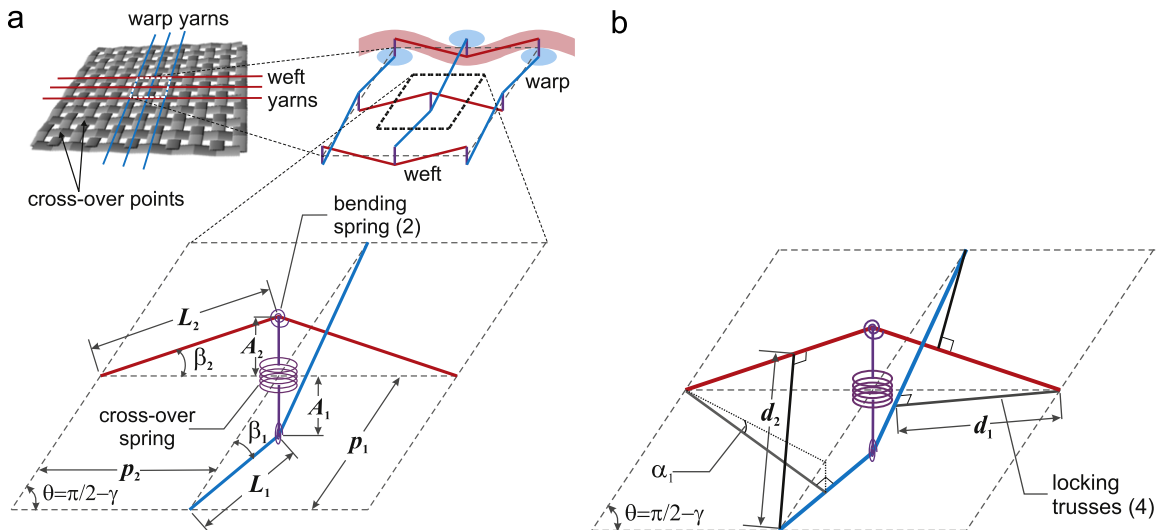 a
warp yarns
weft
yarns
cross-over points
warp
weft
bending
spring (2)
L₂
β₂
A₂
cross-over
spring
A₁
β₁
p₁
p₂
L₁
θ=π/2−γ
b
d₂
d₁
α₁
locking
trusses (4)
θ=π/2−γ